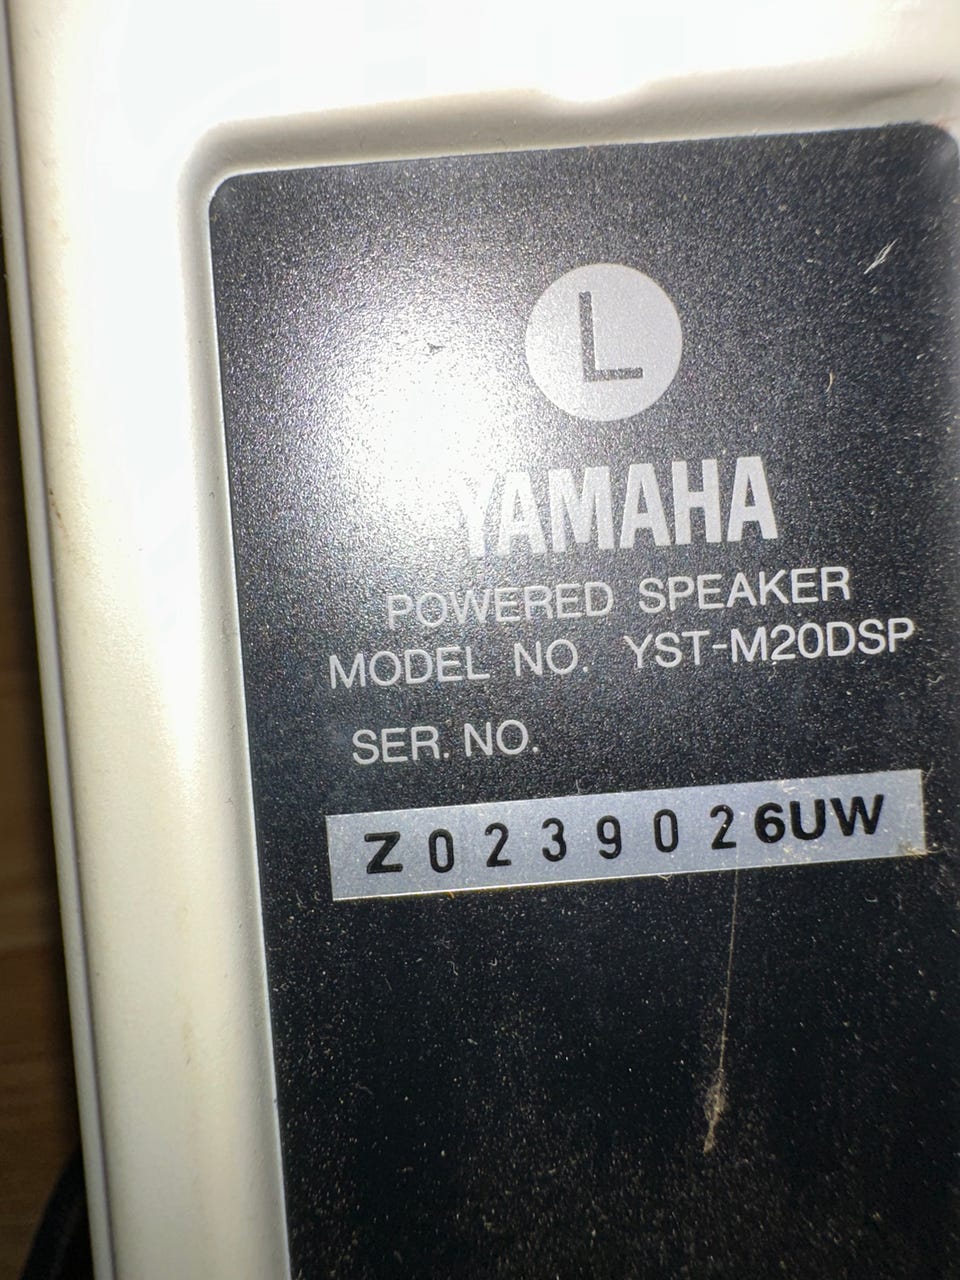 L
YAMAHA
POWERED SPEAKER
MODEL NO. YST-M20DSP
SER. NO.
Z0239026UW